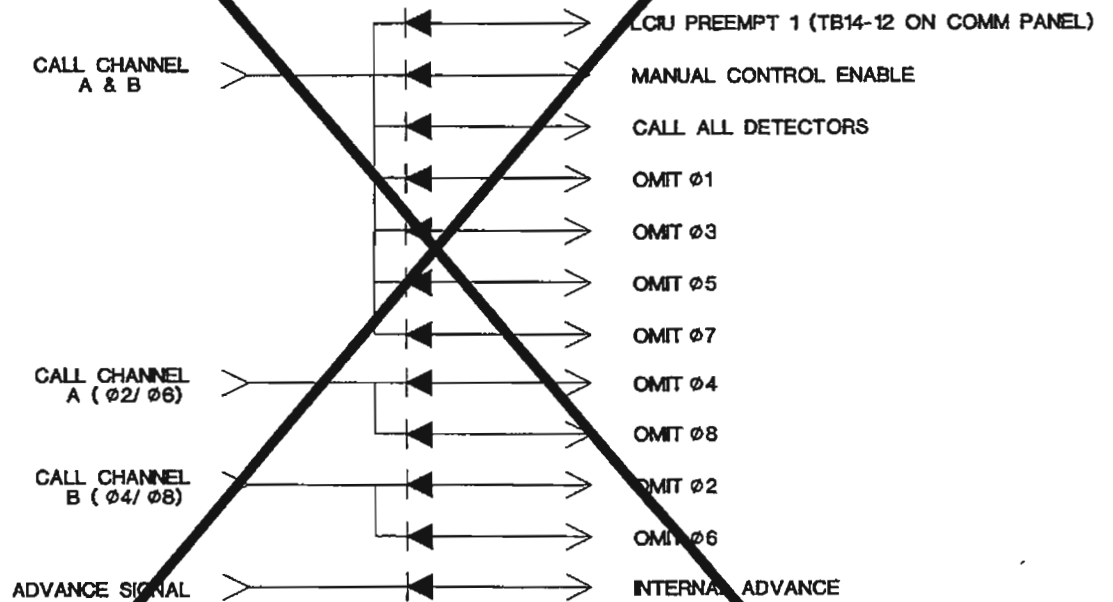 LCIU PREEMPT 1 (TB14-12 ON COMM PANEL)
CALL CHANNEL
A & B
MANUAL CONTROL ENABLE
CALL ALL DETECTORS
OMIT Ø1
OMIT Ø3
OMIT Ø5
OMIT Ø7
CALL CHANNEL
A ( Ø2/ Ø6)
OMIT Ø4
OMIT Ø8
CALL CHANNEL
B ( Ø4/ Ø8)
OMIT Ø2
OMIT Ø6
ADVANCE SIGNAL
INTERNAL ADVANCE